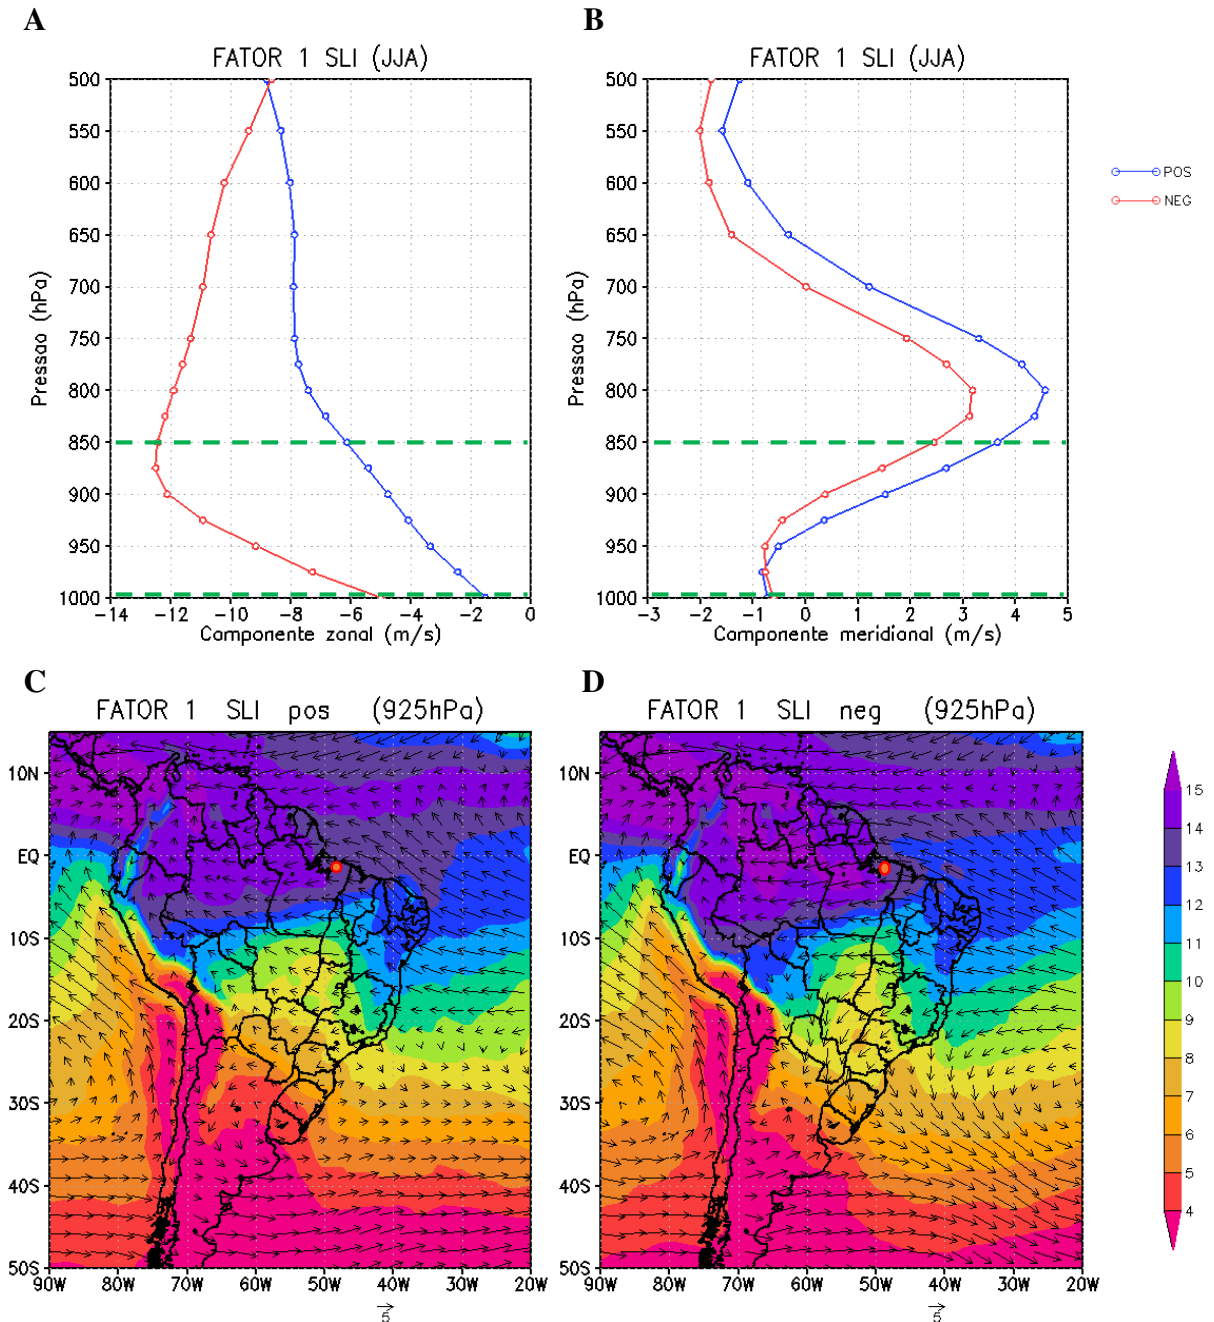 A
B
FATOR 1 SLI (JJA)
FATOR 1 SLI (JJA)
500
550
600
650
700
750
800
850
900
950
1000
Pressao (hPa)
-14 -12 -10 -8 -6 -4 -2 0
Componente zonal (m/s)
500
550
600
650
700
750
800
850
900
950
1000
Pressao (hPa)
-3 -2 -1 0 1 2 3 4 5
Componente meridional (m/s)
POS
NEG
C
D
FATOR 1 SLI pos (925hPa)
FATOR 1 SLI neg (925hPa)
10N
EQ
10S
20S
30S
40S
50S
90W 80W 70W 60W 50W 40W 30W 20W
5
10N
EQ
10S
20S
30S
40S
50S
90W 80W 70W 60W 50W 40W 30W 20W
5
15
14
13
12
11
10
9
8
7
6
5
4